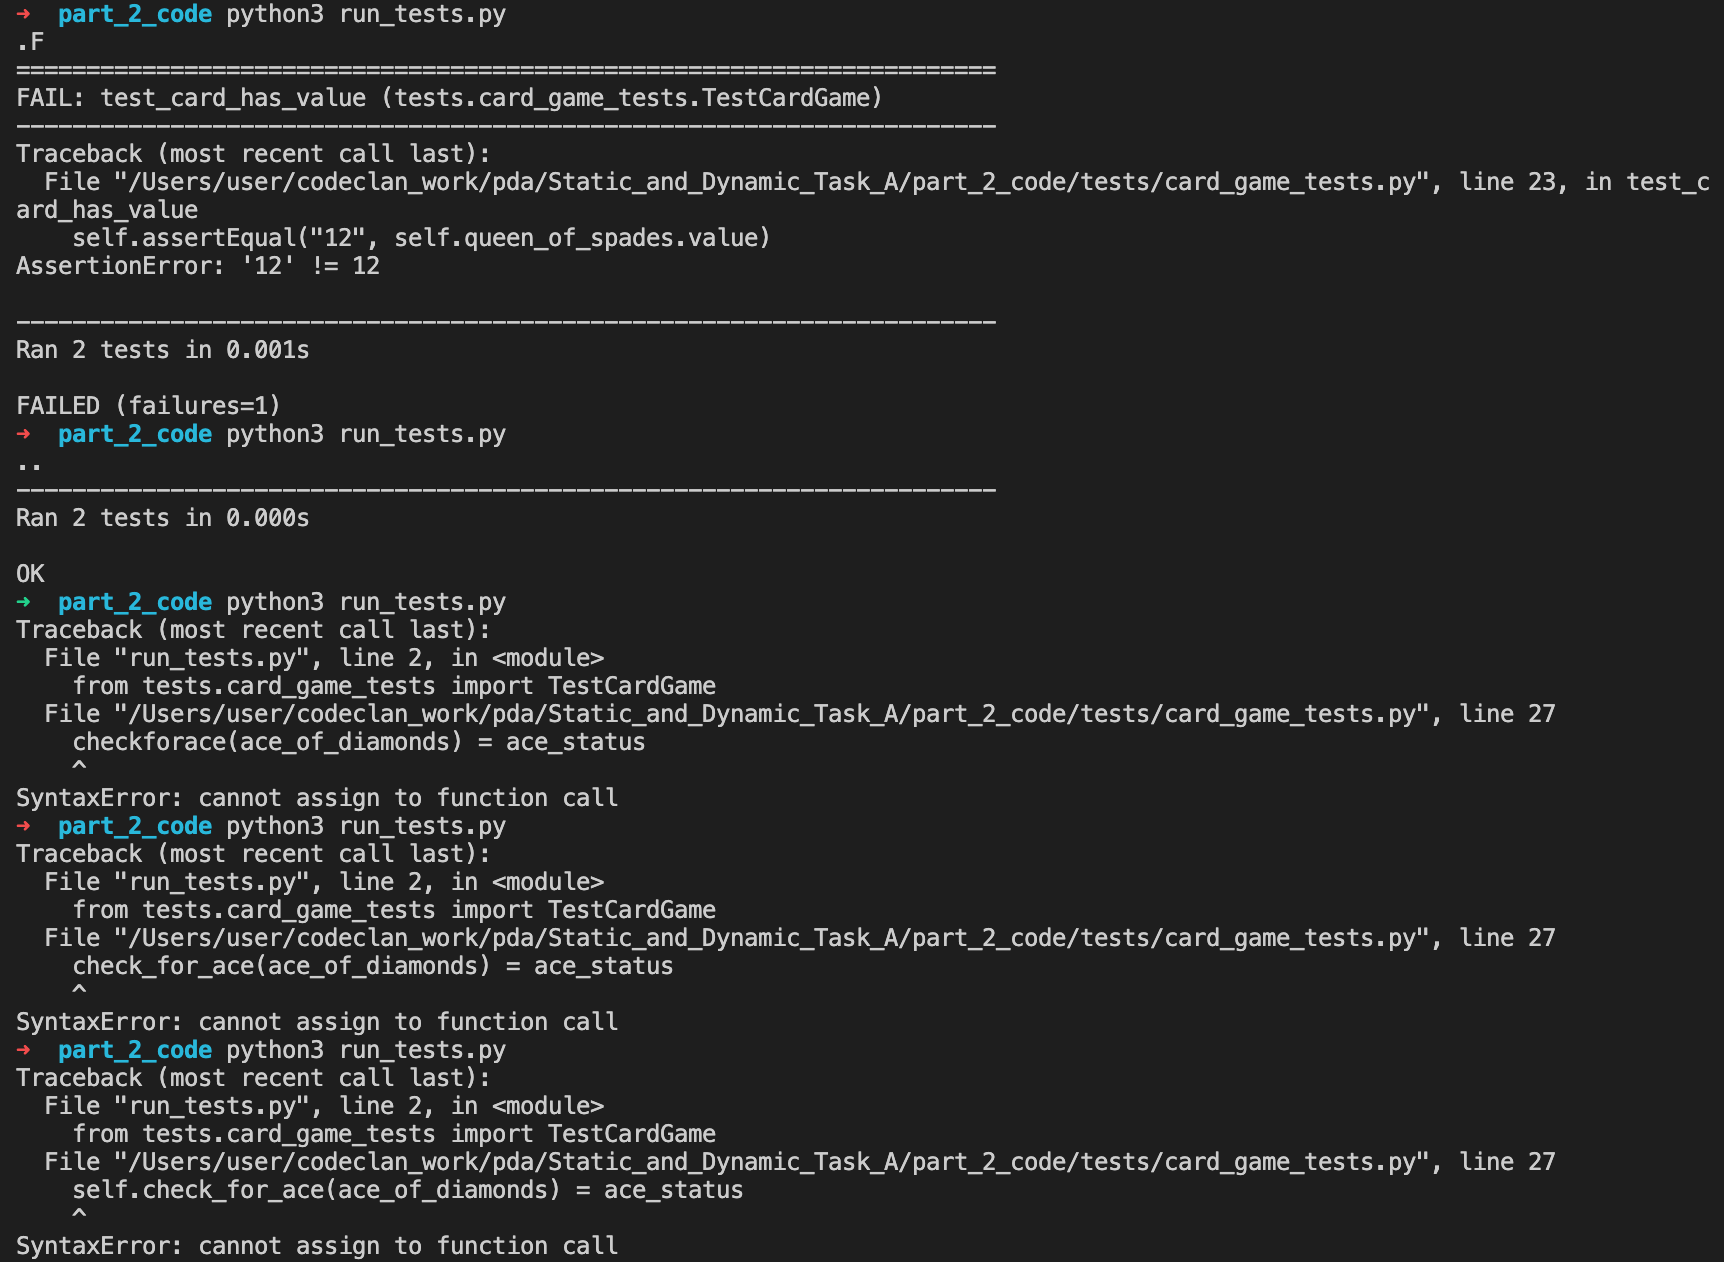 ➜  part_2_code python3 run_tests.py
.F
======================================================================
FAIL: test_card_has_value (tests.card_game_tests.TestCardGame)
----------------------------------------------------------------------
Traceback (most recent call last):
  File "/Users/user/codeclan_work/pda/Static_and_Dynamic_Task_A/part_2_code/tests/card_game_tests.py", line 23, in test_c
ard_has_value
    self.assertEqual("12", self.queen_of_spades.value)
AssertionError: '12' != 12

----------------------------------------------------------------------
Ran 2 tests in 0.001s

FAILED (failures=1)
➜  part_2_code python3 run_tests.py
..
----------------------------------------------------------------------
Ran 2 tests in 0.000s

OK
➜  part_2_code python3 run_tests.py
Traceback (most recent call last):
  File "run_tests.py", line 2, in <module>
    from tests.card_game_tests import TestCardGame
  File "/Users/user/codeclan_work/pda/Static_and_Dynamic_Task_A/part_2_code/tests/card_game_tests.py", line 27
    checkforace(ace_of_diamonds) = ace_status
    ^
SyntaxError: cannot assign to function call
➜  part_2_code python3 run_tests.py
Traceback (most recent call last):
  File "run_tests.py", line 2, in <module>
    from tests.card_game_tests import TestCardGame
  File "/Users/user/codeclan_work/pda/Static_and_Dynamic_Task_A/part_2_code/tests/card_game_tests.py", line 27
    check_for_ace(ace_of_diamonds) = ace_status
    ^
SyntaxError: cannot assign to function call
➜  part_2_code python3 run_tests.py
Traceback (most recent call last):
  File "run_tests.py", line 2, in <module>
    from tests.card_game_tests import TestCardGame
  File "/Users/user/codeclan_work/pda/Static_and_Dynamic_Task_A/part_2_code/tests/card_game_tests.py", line 27
    self.check_for_ace(ace_of_diamonds) = ace_status
    ^
SyntaxError: cannot assign to function call